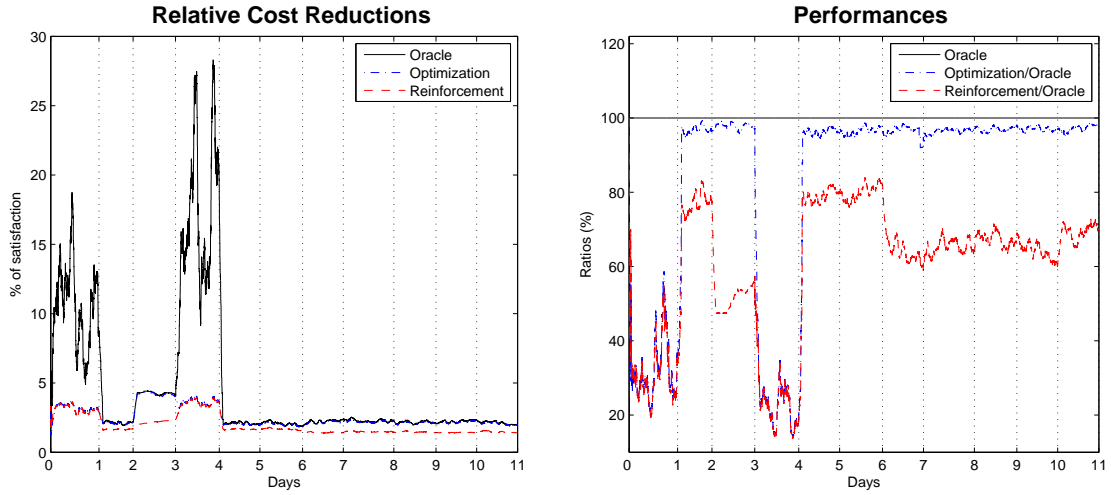 Relative Cost Reductions
% of satisfaction
30
25
20
15
10
5
0
0 1 2 3 4 5 6 7 8 9 10 11
Days
Oracle
Optimization
Reinforcement
Performances
Ratios (%)
120
100
80
60
40
20
0 1 2 3 4 5 6 7 8 9 10 11
Days
Oracle
Optimization/Oracle
Reinforcement/Oracle